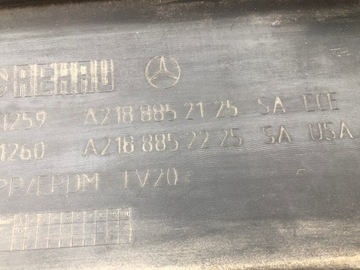 REHAU
1259 A218 885 21 25 SA ECE
1260 A218 885 22 25 SA USA
PP/EPDM TV20